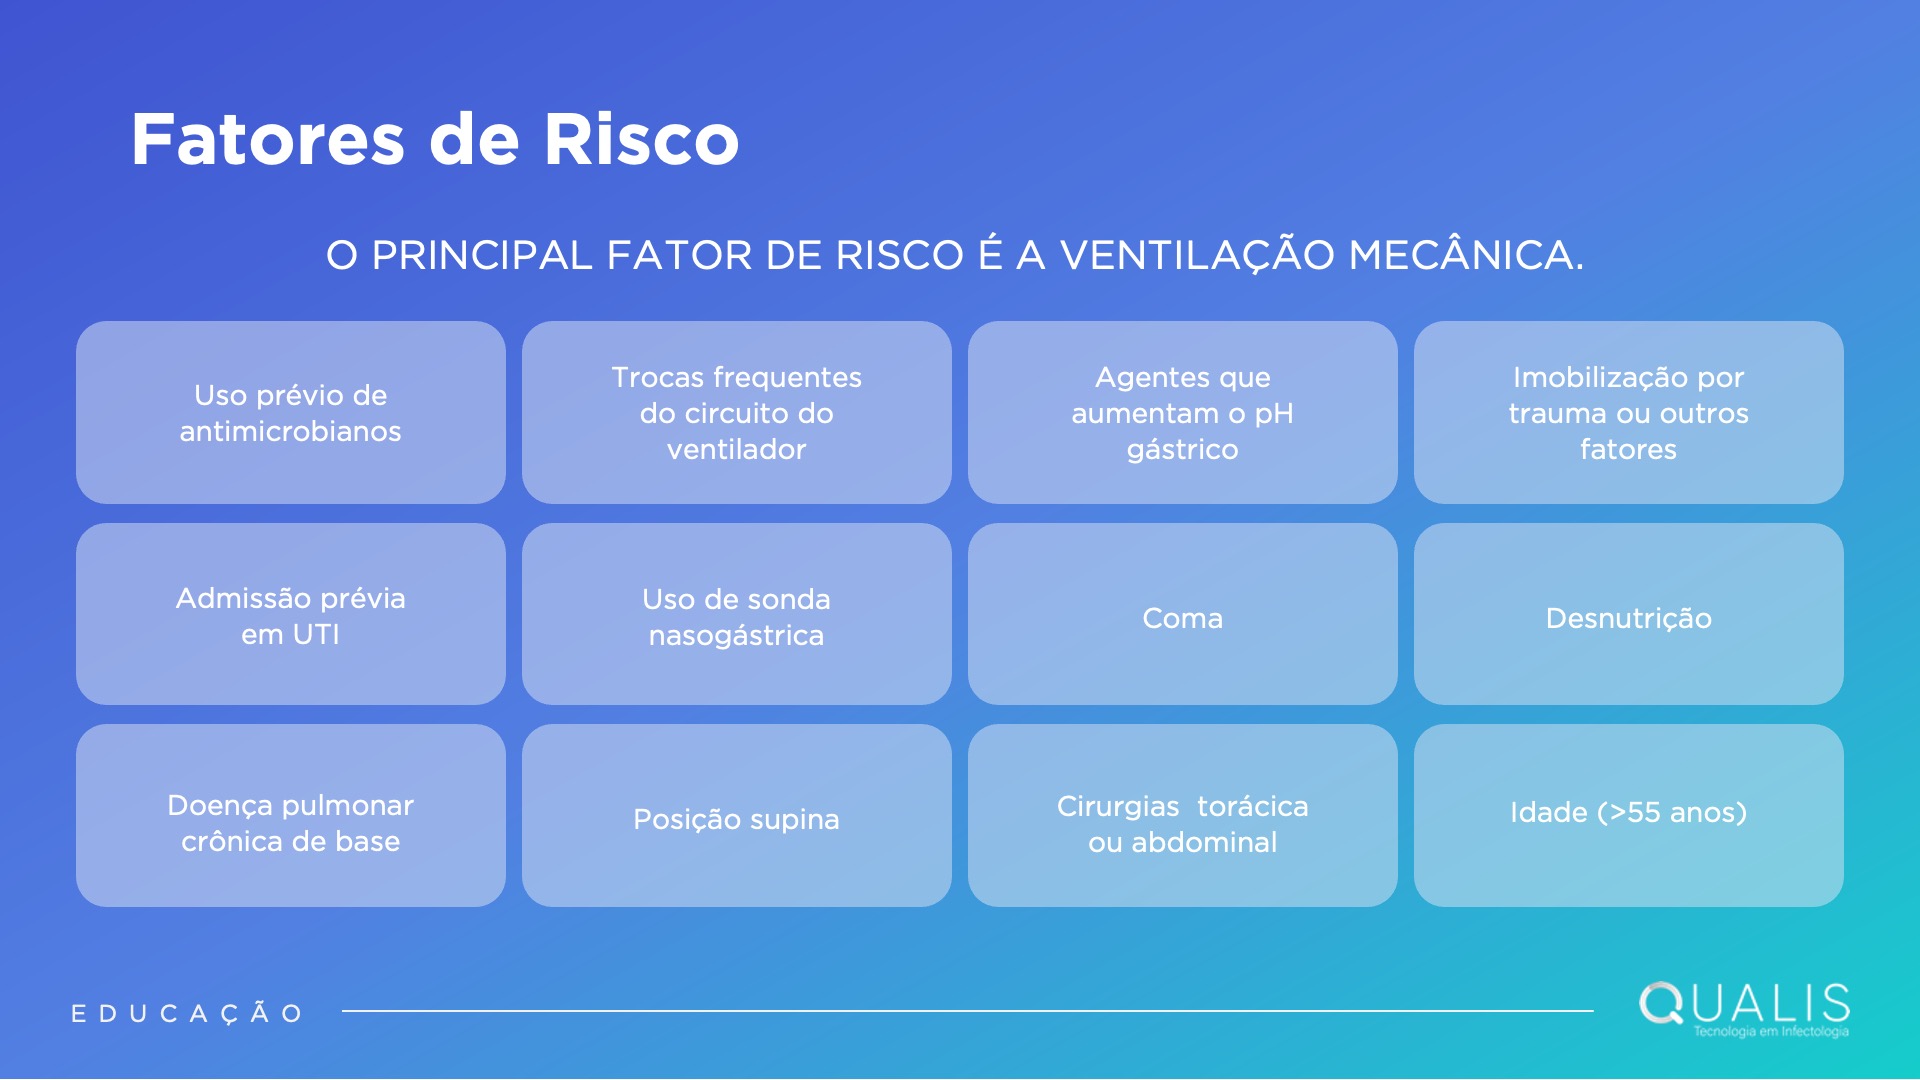 Fatores de Risco
O PRINCIPAL FATOR DE RISCO É A VENTILAÇÃO MECÂNICA.
Uso prévio de
antimicrobianos
Trocas frequentes
do circuito do
ventilador
Agentes que
aumentam o pH
gástrico
Imobilização por
trauma ou outros
fatores
Admissão prévia
em UTI
Uso de sonda
nasogástrica
Coma
Desnutrição
Doença pulmonar
crônica de base
Posição supina
Cirurgias  torácica
ou abdominal
Idade (>55 anos)
EDUCAÇÃO
QUALIS
Tecnologia em Infectologia